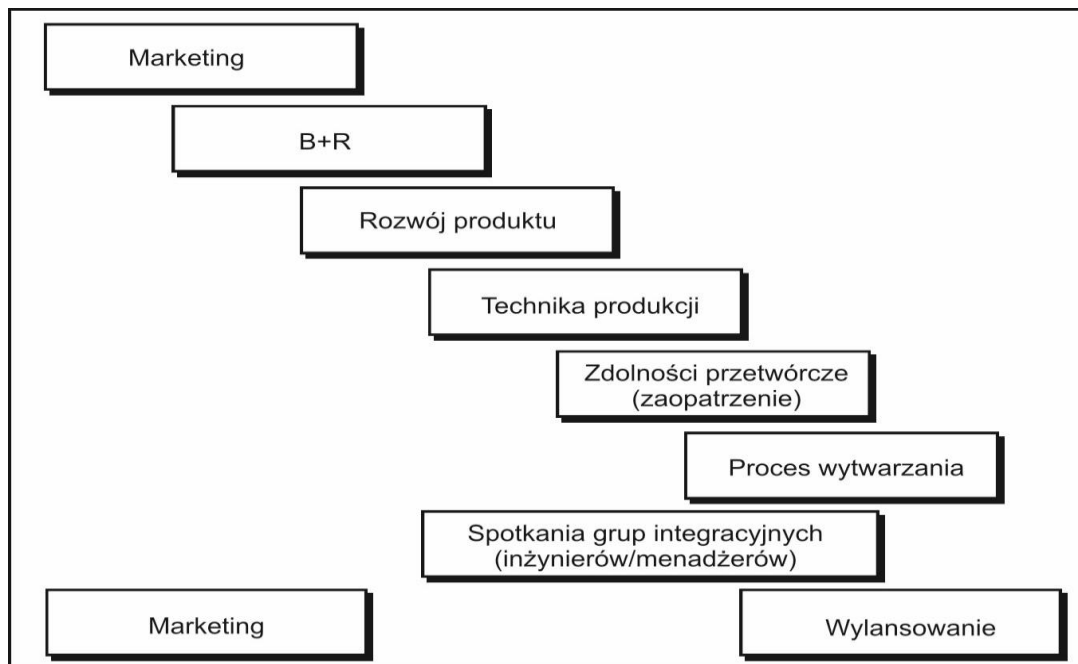 Marketing
B+R
Rozwój produktu
Technika produkcji
Zdolności przetwórcze
(zaopatrzenie)
Proces wytwarzania
Spotkania grup integracyjnych
(inżynierów/menadżerów)
Marketing
Wylansowanie